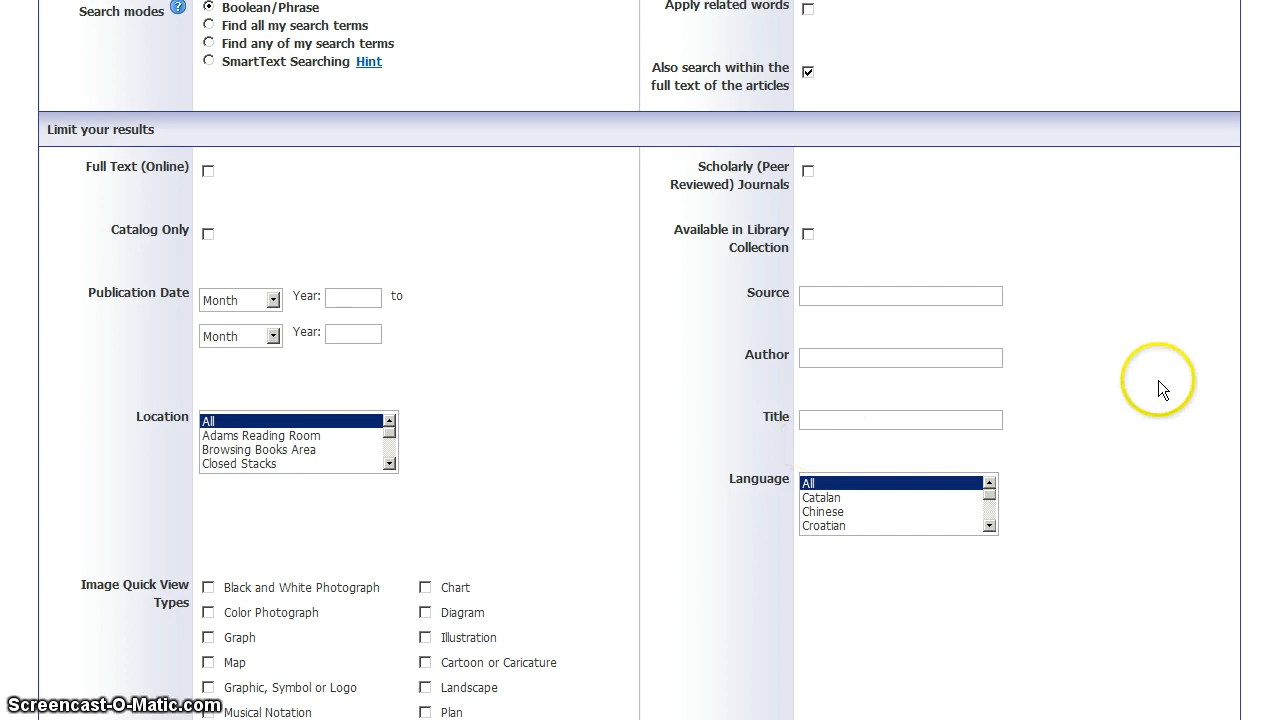 Search modes
?
Boolean/Phrase
Find all my search terms
Find any of my search terms
SmartText Searching Hint
Apply related words
Also search within the
full text of the articles
Limit your results
Full Text (Online)
Catalog Only
Publication Date
Month
Year:
to
Month
Year:
Location
All
Adams Reading Room
Browsing Books Area
Closed Stacks
Scholarly (Peer
Reviewed) Journals
Available in Library
Collection
Source
Author
Title
Language
All
Catalan
Chinese
Croatian
Image Quick View
Types
Black and White Photograph
Chart
Color Photograph
Diagram
Graph
Illustration
Map
Cartoon or Caricature
Graphic, Symbol or Logo
Landscape
Musical Notation
Plan
Screencast-O-Matic.com